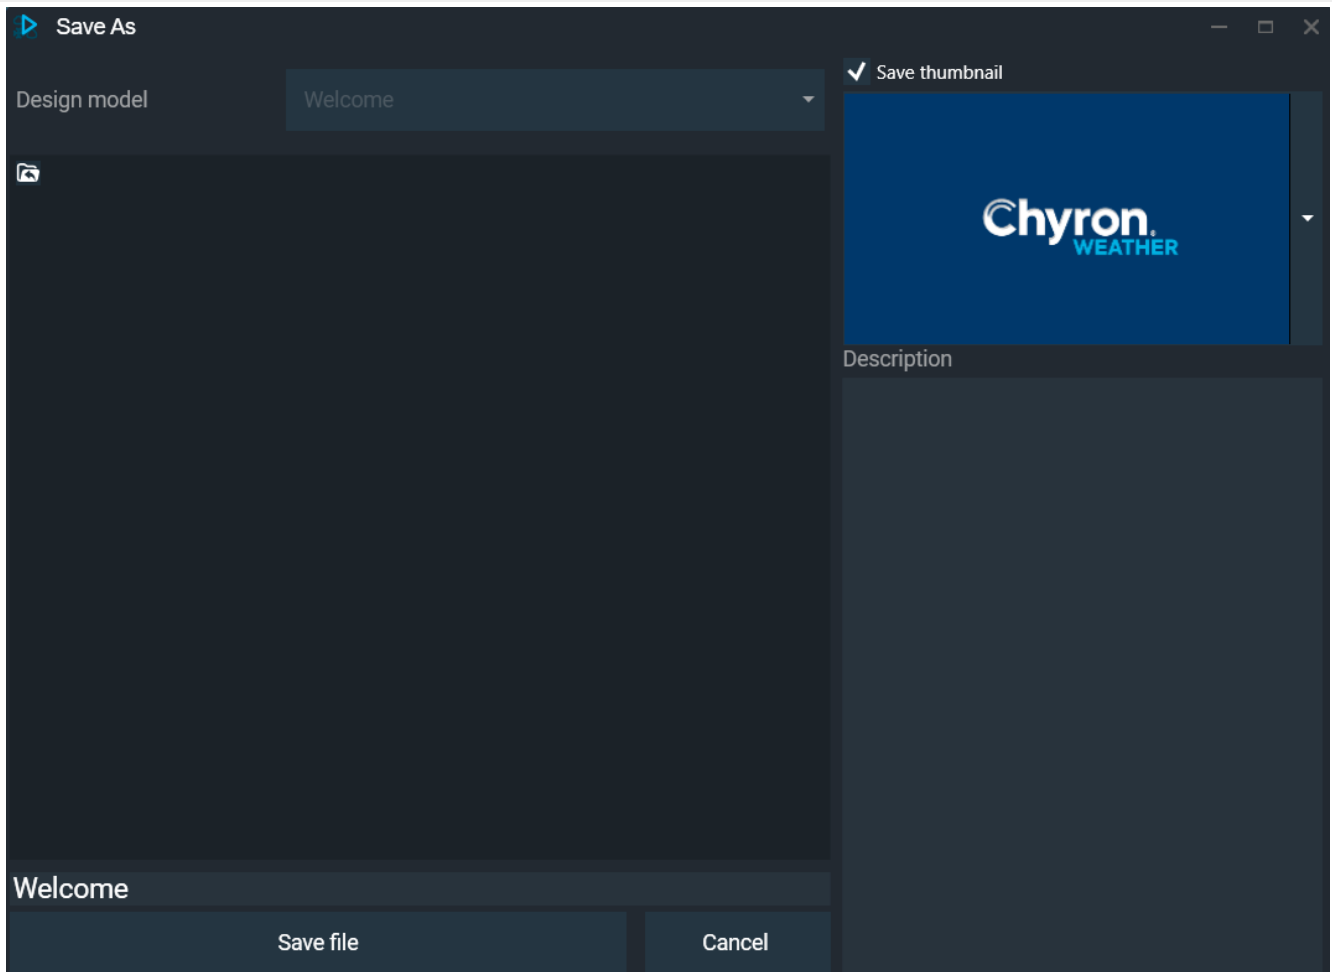 Save As
Design model
Welcome
Save thumbnail
Chyron
WEATHER
Description
Welcome
Save file
Cancel